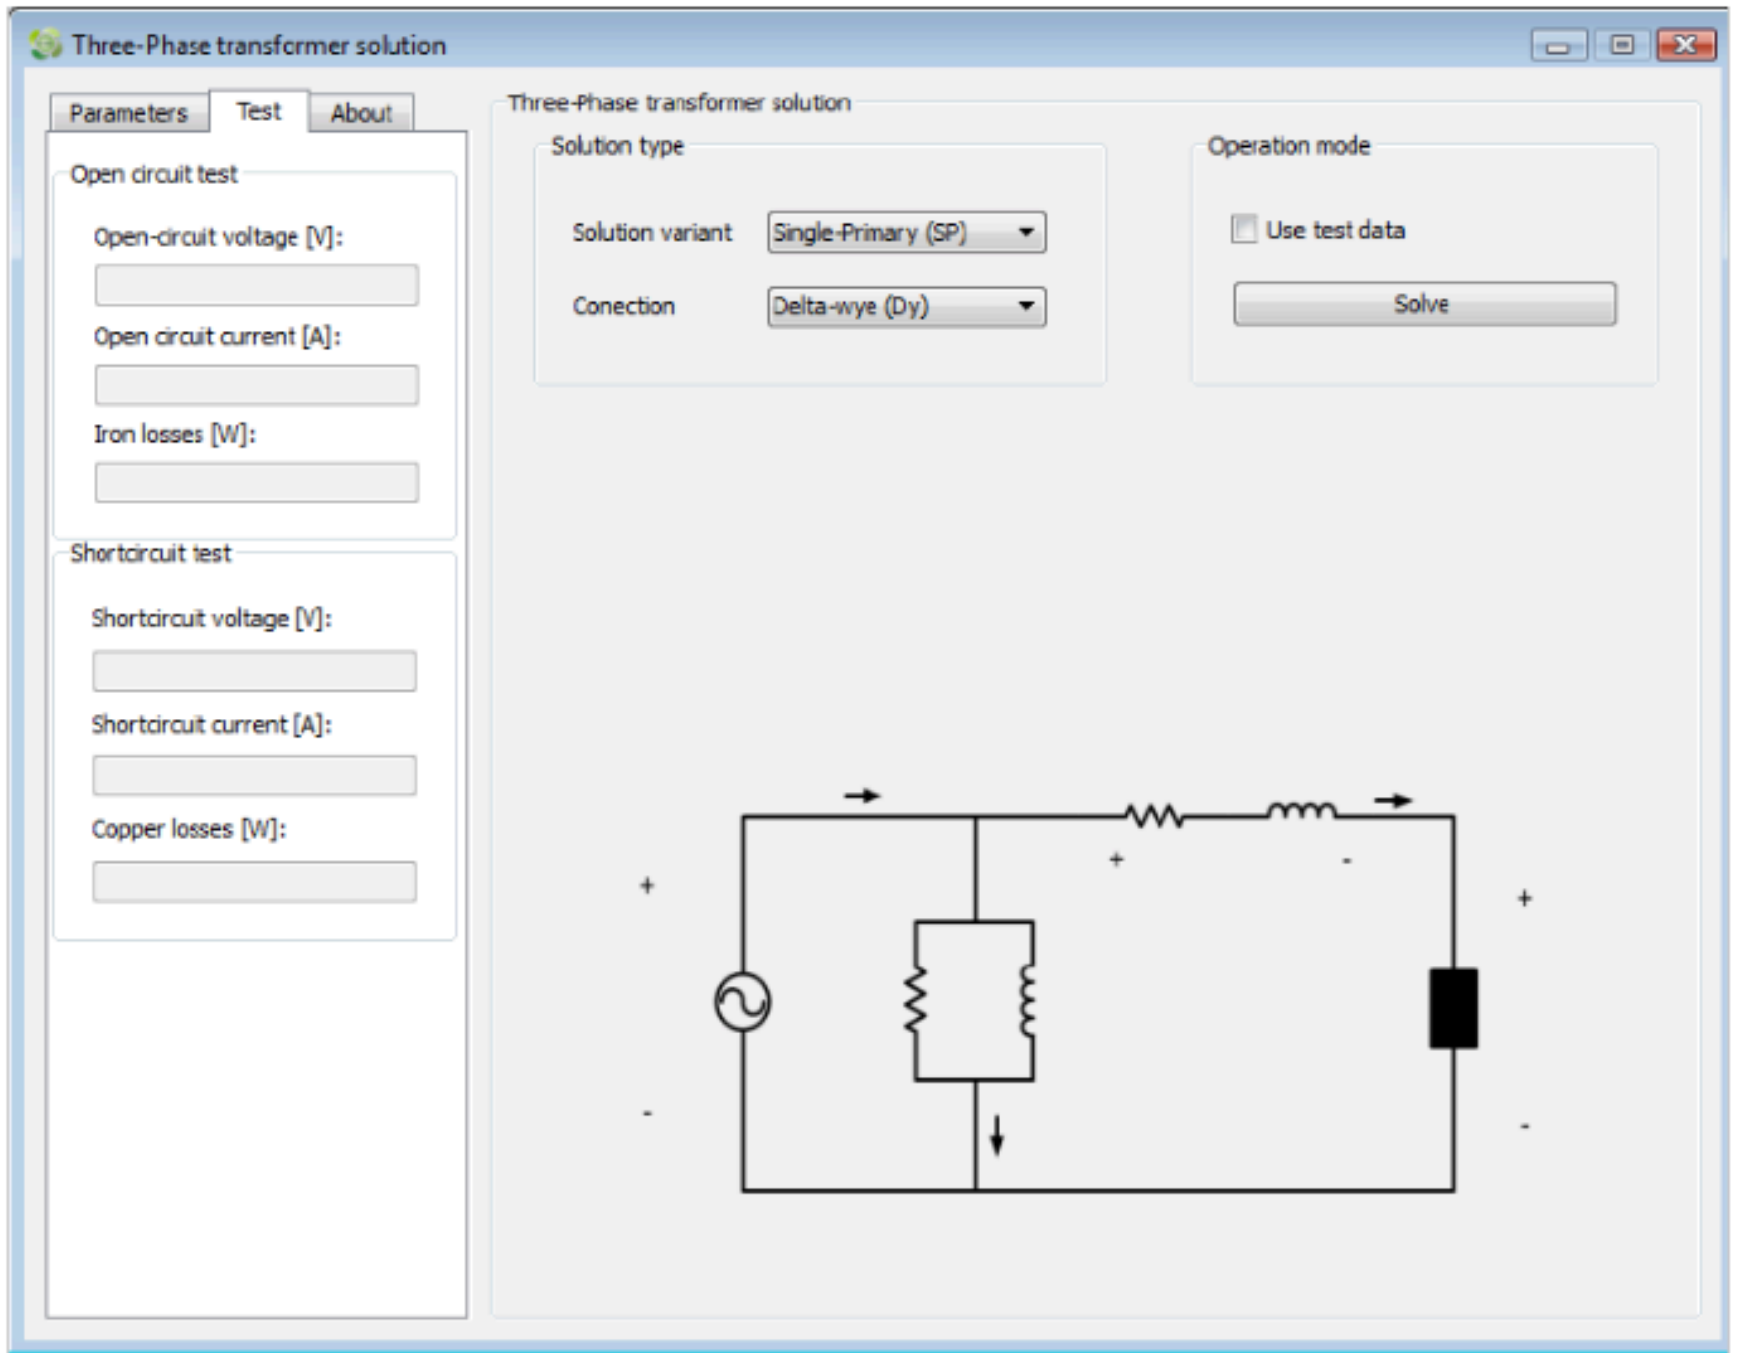 Three-Phase transformer solution
Parameters Test About
Open circuit test
Open-circuit voltage [V]:
Open circuit current [A]:
Iron losses [W]:
Shortcircuit test
Shortcircuit voltage [V]:
Shortcircuit current [A]:
Copper losses [W]:
Three-Phase transformer solution
Solution type
Solution variant Single-Primary (SP)
Conection Delta-wye (Dy)
Operation mode
Use test data
Solve
+ -
+ +
- -